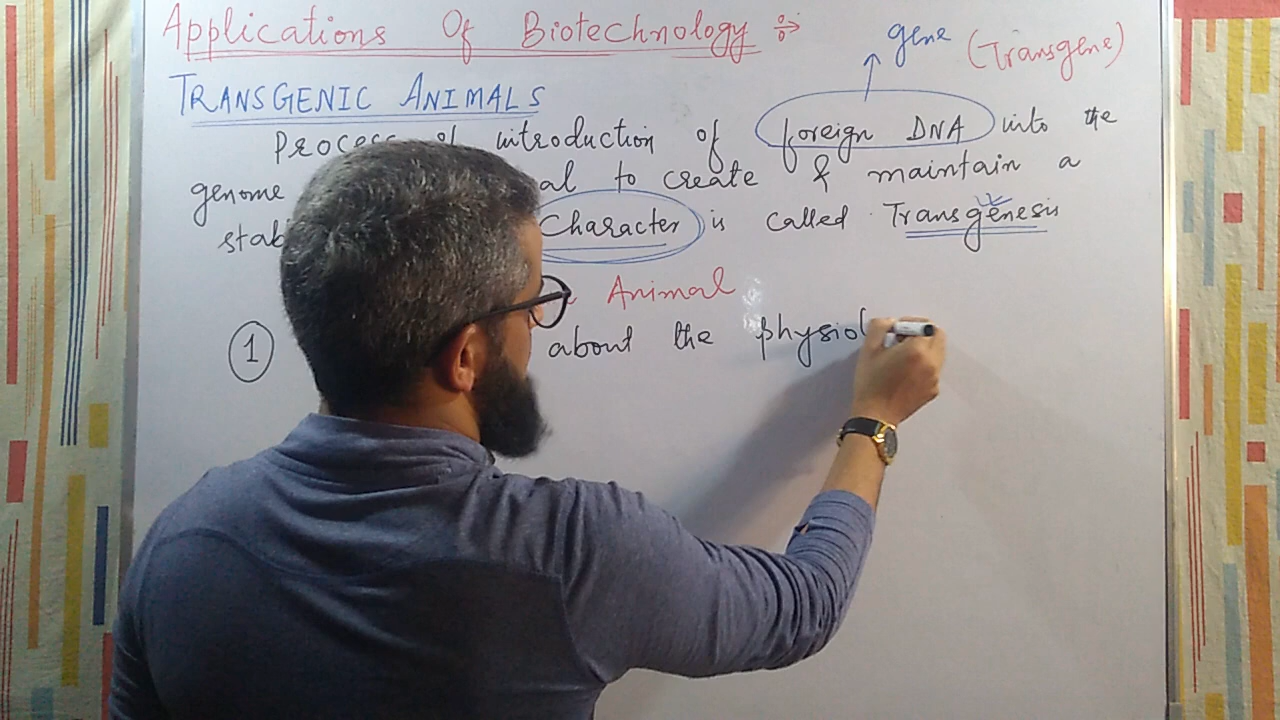 Applications Of Biotechnology
gene (Transgene)
TRANSGENIC ANIMALS
Process of introduction of foreign DNA into the
genome al to create & maintain a
stab Character is called Transgenesis
Animal
1 about the physiol